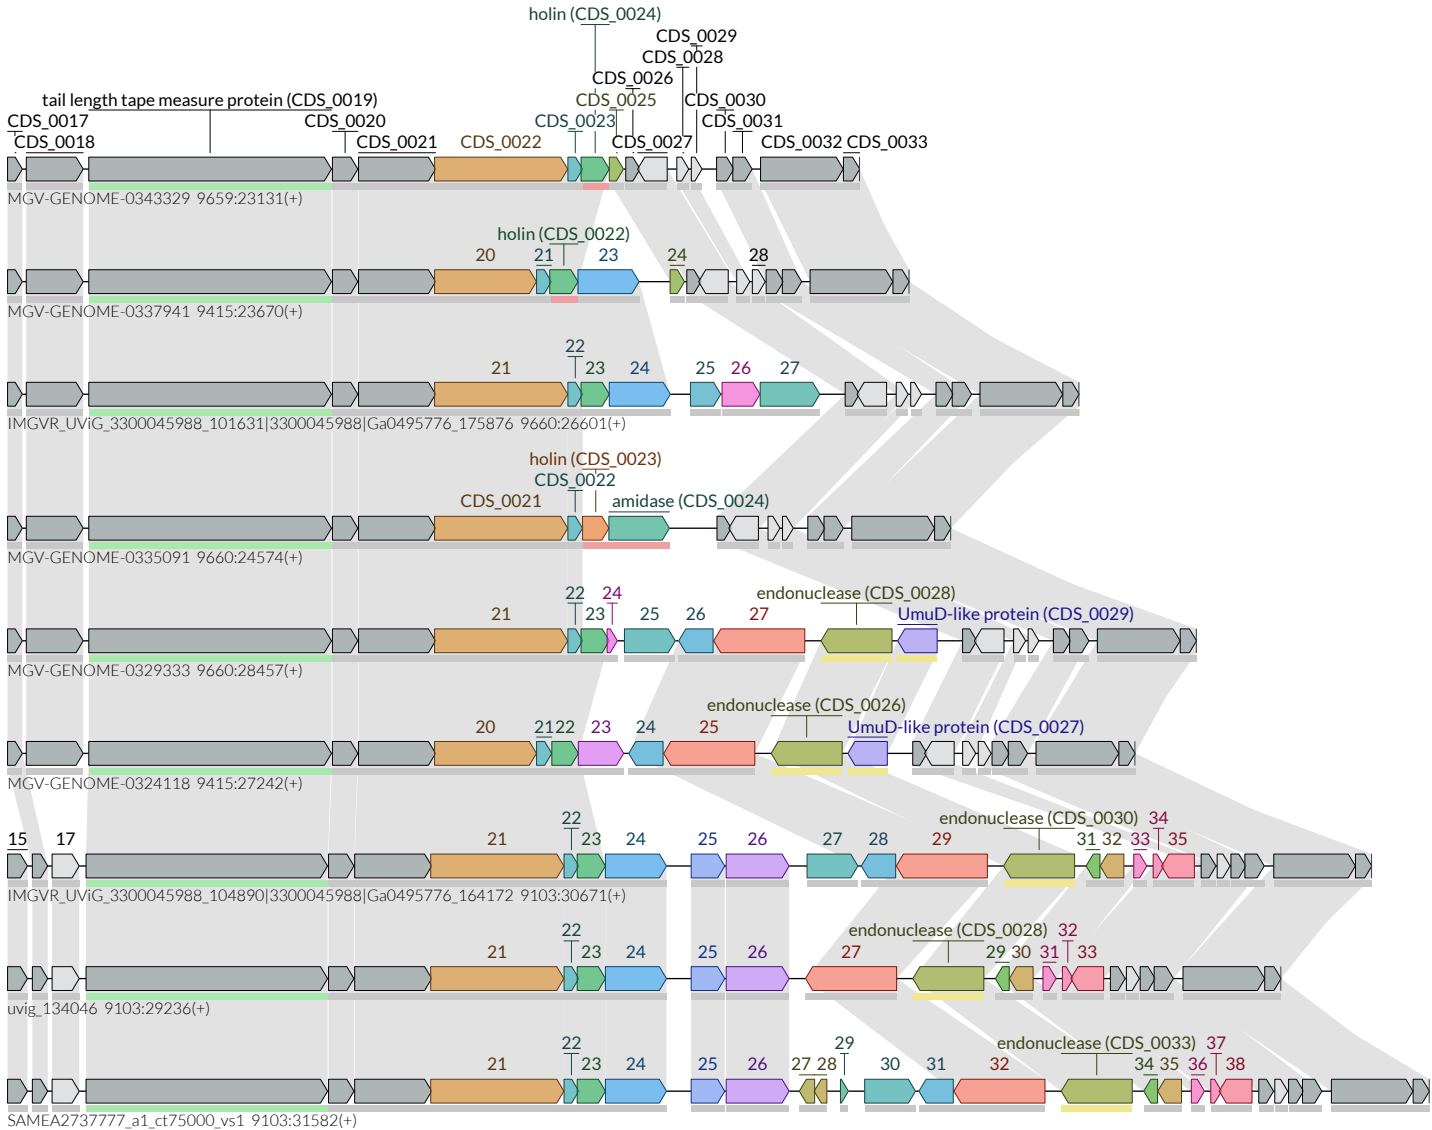 holin (CDS_0024)
CDS_0029
CDS_0028
CDS_0026
tail length tape measure protein (CDS_0019) CDS_0025 CDS_0030
CDS_0017 CDS_0020 CDS_0023 CDS_0031
CDS_0018 CDS_0021 CDS_0022 CDS_0027 CDS_0032 CDS_0033
MGV-GENOME-0343329 9659:23131(+)
holin (CDS_0022)
20 21 23 24 28
MGV-GENOME-0337941 9415:23670(+)
22
21 23 24 25 26 27
IMGVR_UViG_3300045988_101631|3300045988|Ga0495776_175876 9660:26601(+)
holin (CDS_0023)
CDS_0022
CDS_0021 amidase (CDS_0024)
MGV-GENOME-0335091 9660:24574(+)
22 24 endonuclease (CDS_0028)
21 23 25 26 27 UmuD-like protein (CDS_0029)
MGV-GENOME-0329333 9660:28457(+)
endonuclease (CDS_0026)
20 21 22 23 24 25 UmuD-like protein (CDS_0027)
MGV-GENOME-0324118 9415:27242(+)
22 endonuclease (CDS_0030) 34
15 17 21 23 24 25 26 27 28 29 31 32 33 35
IMGVR_UViG_3300045988_104890|3300045988|Ga0495776_164172 9103:30671(+)
22 endonuclease (CDS_0028) 32
21 23 24 25 26 27 29 30 31 33
uvig_134046 9103:29236(+)
22 29 endonuclease (CDS_0033) 37
21 23 24 25 26 27 28 30 31 32 34 35 36 38
SAMEA2737777_a1_ct75000_vs1 9103:31582(+)